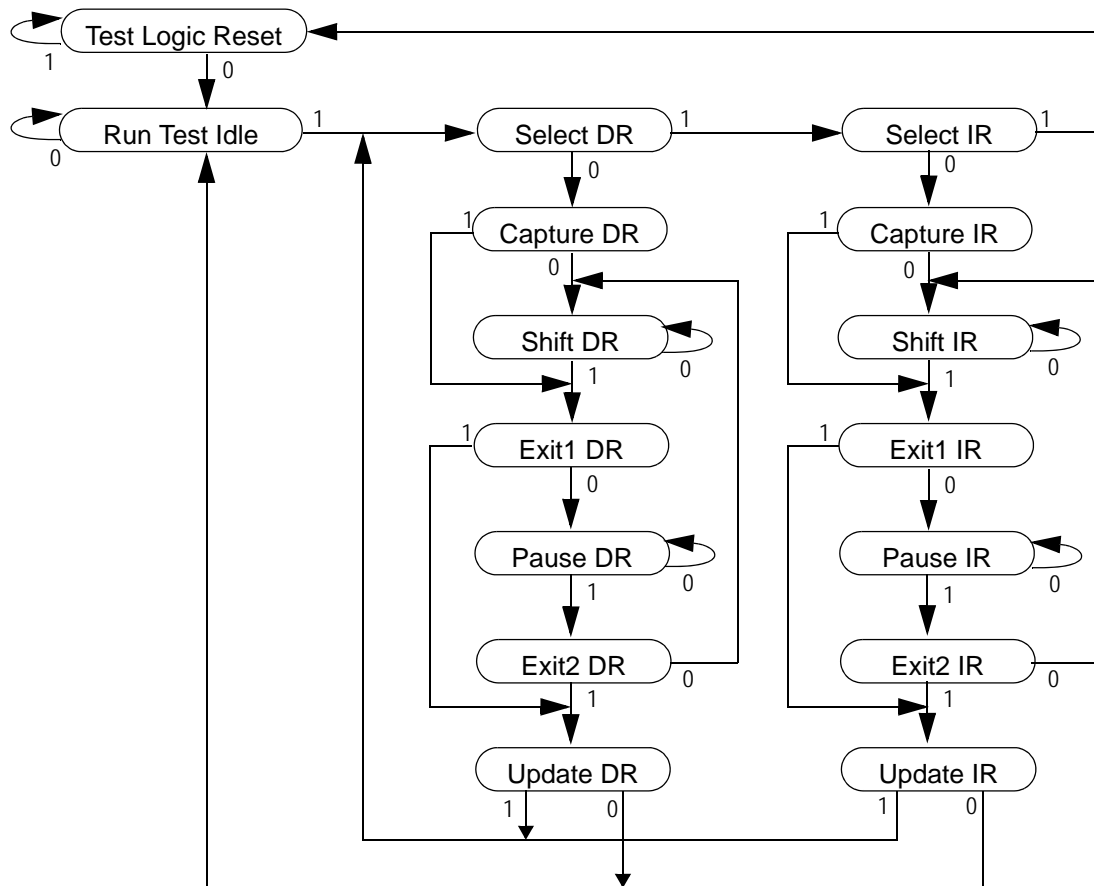 Test Logic Reset
1
0
Run Test Idle
1
Select DR
1
Select IR
1
0
0
0
1
Capture DR
1
Capture IR
0
0
Shift DR
0
Shift IR
0
1
1
1
Exit1 DR
1
Exit1 IR
0
0
Pause DR
0
Pause IR
0
1
1
Exit2 DR
0
Exit2 IR
0
1
1
Update DR
Update IR
1
0
1
0